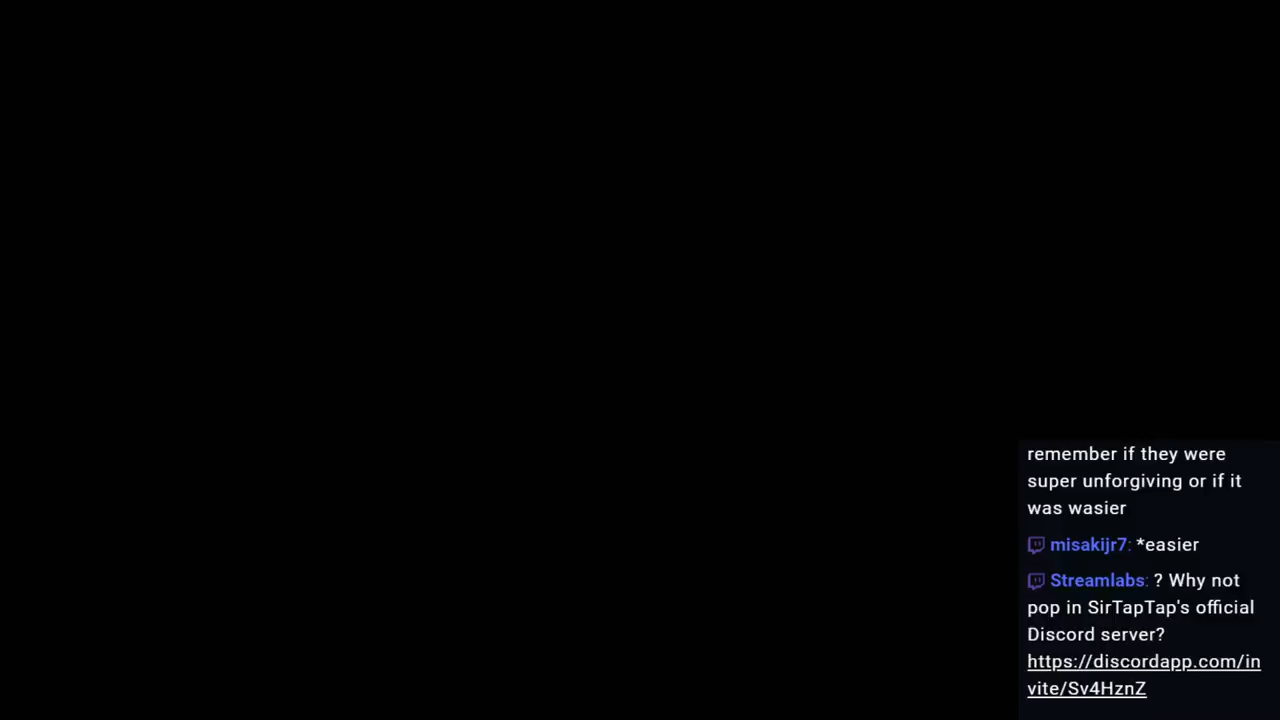 remember if they were
super unforgiving or if it
was wasier
misakijr7: *easier
Streamlabs: ? Why not
pop in SirTapTap's official
Discord server?
https://discordapp.com/in
vite/Sv4HznZ